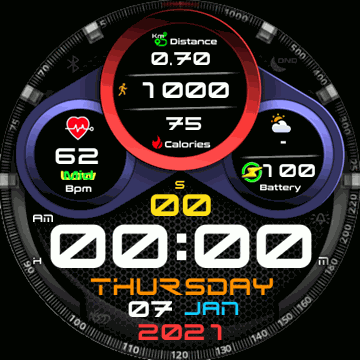 Km Distance
0.70
1000
75
Calories
62
Bpm
-
100
Battery
S
00
AM
H 00:00 M
THURSDAY
07 JAN
2021